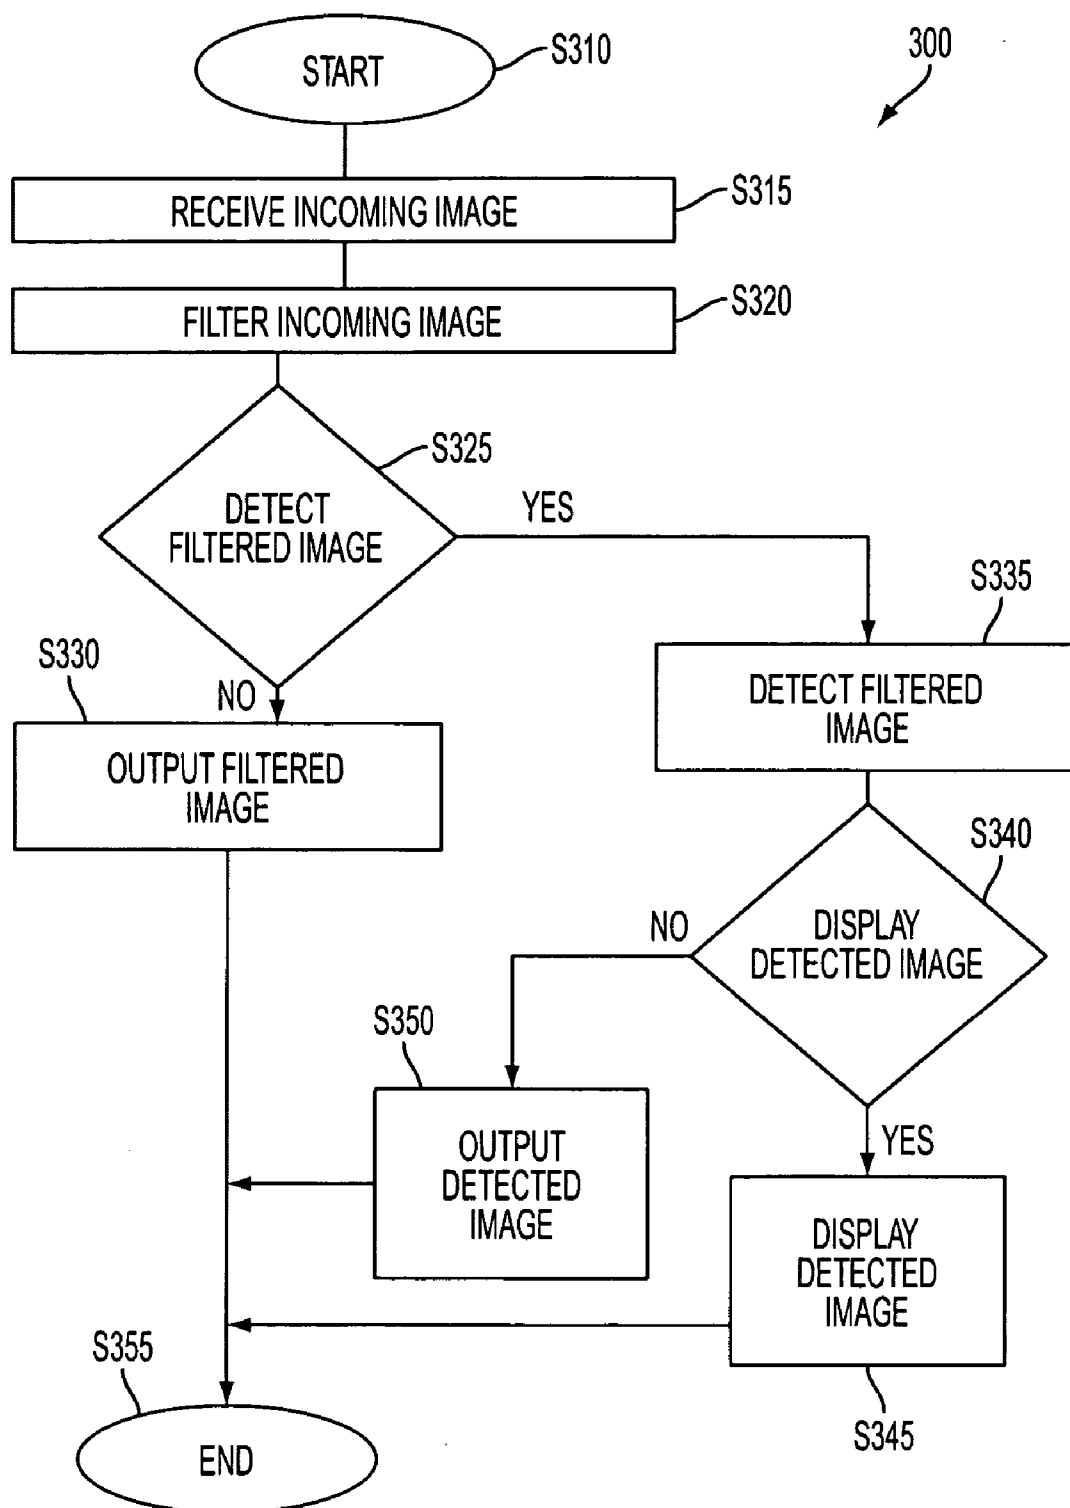 START
S310
300
RECEIVE INCOMING IMAGE
S315
FILTER INCOMING IMAGE
S320
DETECT
FILTERED IMAGE
S325
YES
S335
DETECT FILTERED
IMAGE
S330
NO
OUTPUT FILTERED
IMAGE
S340
DISPLAY
DETECTED IMAGE
NO
S350
OUTPUT
DETECTED
IMAGE
YES
DISPLAY
DETECTED
IMAGE
S345
S355
END